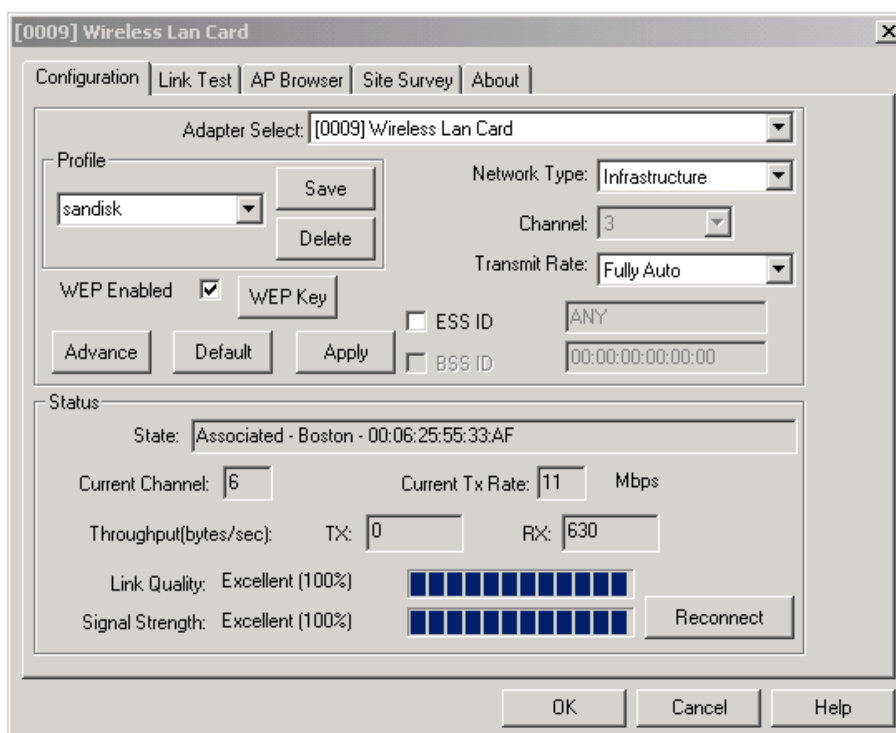 [0009] Wireless Lan Card
Configuration Link Test AP Browser Site Survey About
Adapter Select: [0009] Wireless Lan Card
Profile
sandisk
Save
Delete
Network Type: Infrastructure
Channel: 3
Transmit Rate: Fully Auto
WEP Enabled WEP Key
ESS ID ANY
Advance Default Apply
BSS ID 00:00:00:00:00:00
Status
State: Associated - Boston - 00:06:25:55:33:AF
Current Channel: 6 Current Tx Rate: 11 Mbps
Throughput(bytes/sec): TX: 0 RX: 630
Link Quality: Excellent (100%)
Signal Strength: Excellent (100%)
Reconnect
OK Cancel Help